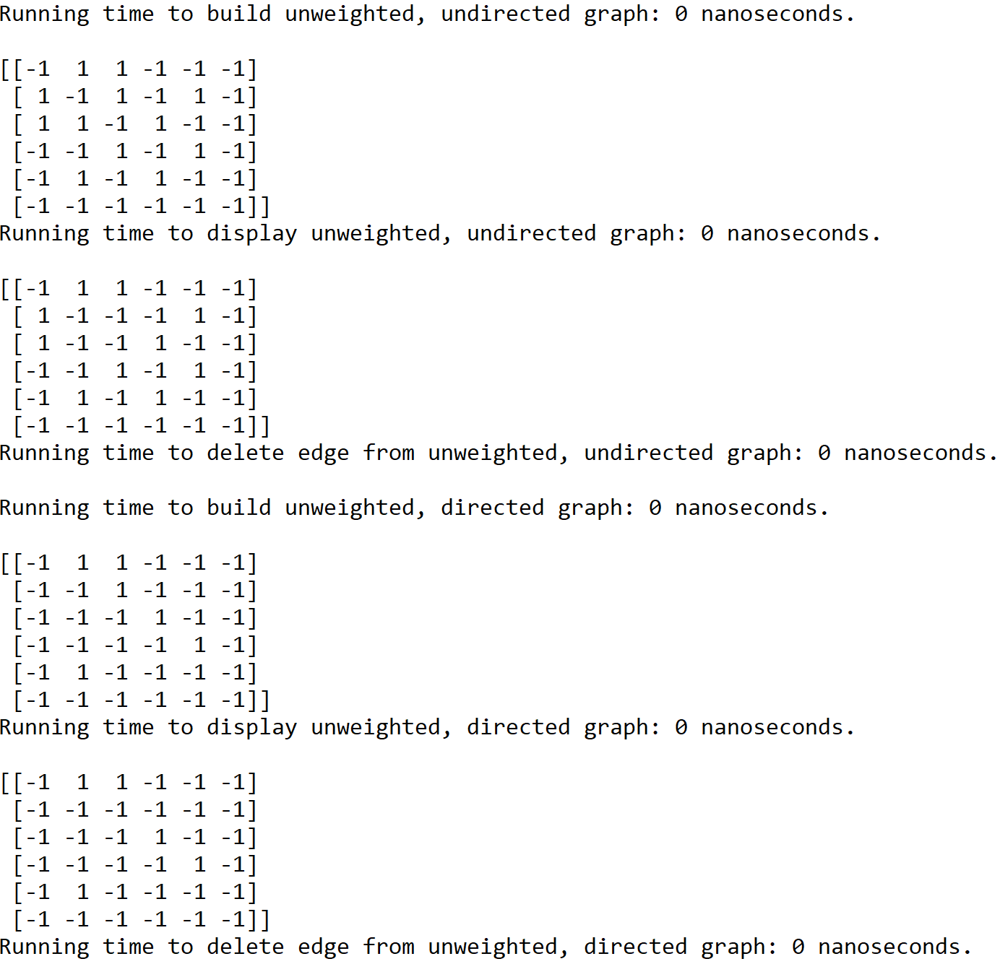 Running time to build unweighted, undirected graph: 0 nanoseconds.

[[-1  1  1 -1 -1 -1]
 [ 1 -1  1 -1  1 -1]
 [ 1  1 -1  1 -1 -1]
 [-1 -1  1 -1  1 -1]
 [-1  1 -1  1 -1 -1]
 [-1 -1 -1 -1 -1 -1]]
Running time to display unweighted, undirected graph: 0 nanoseconds.

[[-1  1  1 -1 -1 -1]
 [ 1 -1 -1 -1  1 -1]
 [ 1 -1 -1  1 -1 -1]
 [-1 -1  1 -1  1 -1]
 [-1  1 -1  1 -1 -1]
 [-1 -1 -1 -1 -1 -1]]
Running time to delete edge from unweighted, undirected graph: 0 nanoseconds.

Running time to build unweighted, directed graph: 0 nanoseconds.

[[-1  1  1 -1 -1 -1]
 [-1 -1  1 -1 -1 -1]
 [-1 -1 -1  1 -1 -1]
 [-1 -1 -1 -1  1 -1]
 [-1  1 -1 -1 -1 -1]
 [-1 -1 -1 -1 -1 -1]]
Running time to display unweighted, directed graph: 0 nanoseconds.

[[-1  1  1 -1 -1 -1]
 [-1 -1 -1 -1 -1 -1]
 [-1 -1 -1  1 -1 -1]
 [-1 -1 -1 -1  1 -1]
 [-1  1 -1 -1 -1 -1]
 [-1 -1 -1 -1 -1 -1]]
Running time to delete edge from unweighted, directed graph: 0 nanoseconds.